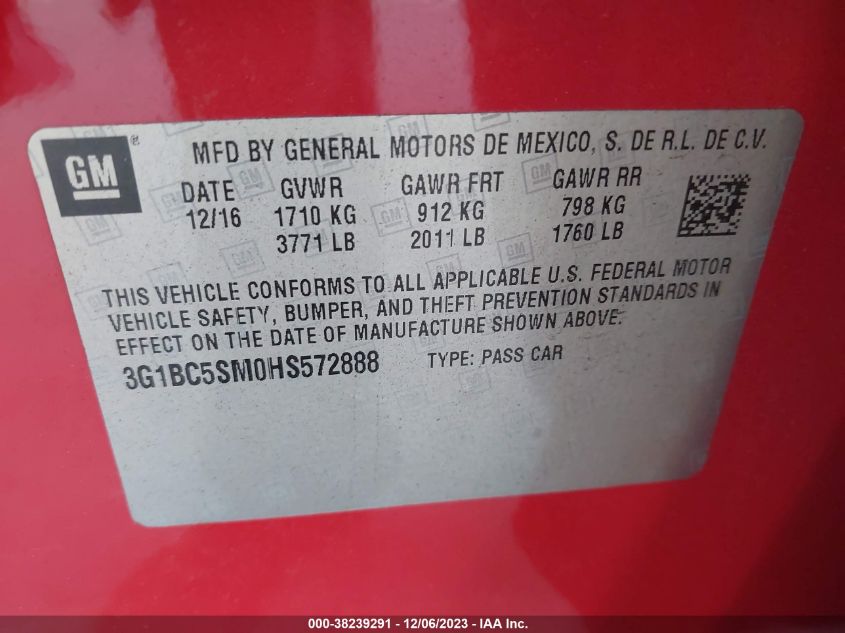 GM ®
MFD BY GENERAL MOTORS DE MEXICO, S. DE R.L. DE C.V.
DATE GVWR GAWR FRT GAWR RR
12/16 1710 KG 912 KG 798 KG
3771 LB 2011 LB 1760 LB
THIS VEHICLE CONFORMS TO ALL APPLICABLE U.S. FEDERAL MOTOR
VEHICLE SAFETY, BUMPER, AND THEFT PREVENTION STANDARDS IN
EFFECT ON THE DATE OF MANUFACTURE SHOWN ABOVE.
3G1BC5SM0HS572888 TYPE: PASS CAR
000-38239291 - 12/06/2023 - IAA Inc.